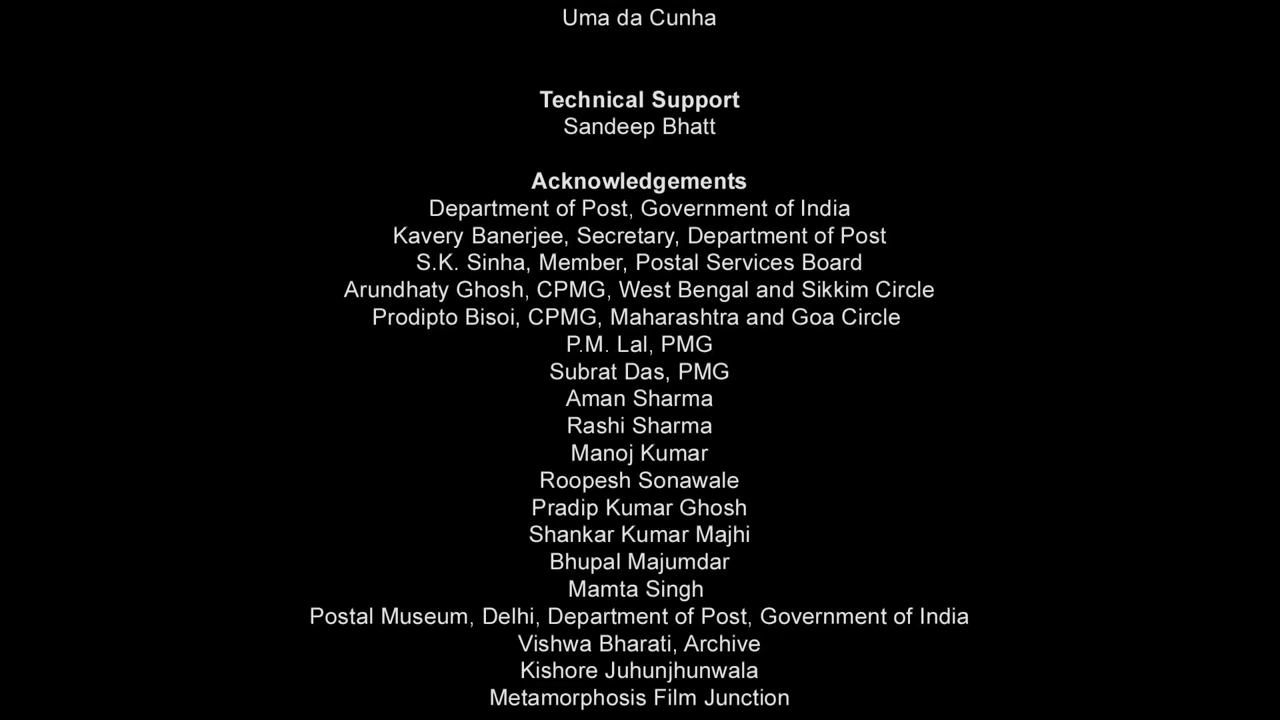 Uma da Cunha
Technical Support
Sandeep Bhatt
Acknowledgements
Department of Post, Government of India
Kavery Banerjee, Secretary, Department of Post
S.K. Sinha, Member, Postal Services Board
Arundhaty Ghosh, CPMG, West Bengal and Sikkim Circle
Prodipto Bisoi, CPMG, Maharashtra and Goa Circle
P.M. Lal, PMG
Subrat Das, PMG
Aman Sharma
Rashi Sharma
Manoj Kumar
Roopesh Sonawale
Pradip Kumar Ghosh
Shankar Kumar Majhi
Bhupal Majumdar
Mamta Singh
Postal Museum, Delhi, Department of Post, Government of India
Vishwa Bharati, Archive
Kishore Juhunjhunwala
Metamorphosis Film Junction